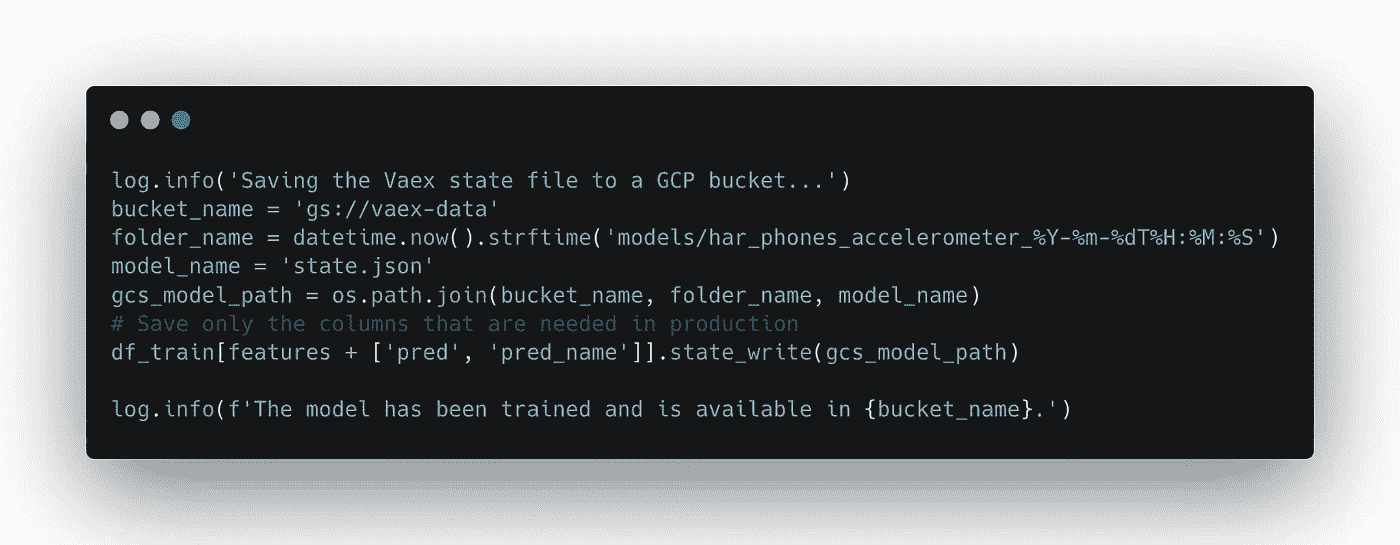 log.info('Saving the Vaex state file to a GCP bucket...')
bucket_name = 'gs://vaex-data'
folder_name = datetime.now().strftime('models/har_phones_accelerometer_%Y-%m-%dT%H:%M:%S')
model_name = 'state.json'
gcs_model_path = os.path.join(bucket_name, folder_name, model_name)
# Save only the columns that are needed in production
df_train[features + ['pred', 'pred_name']].state_write(gcs_model_path)
log.info(f'The model has been trained and is available in {bucket_name}.')